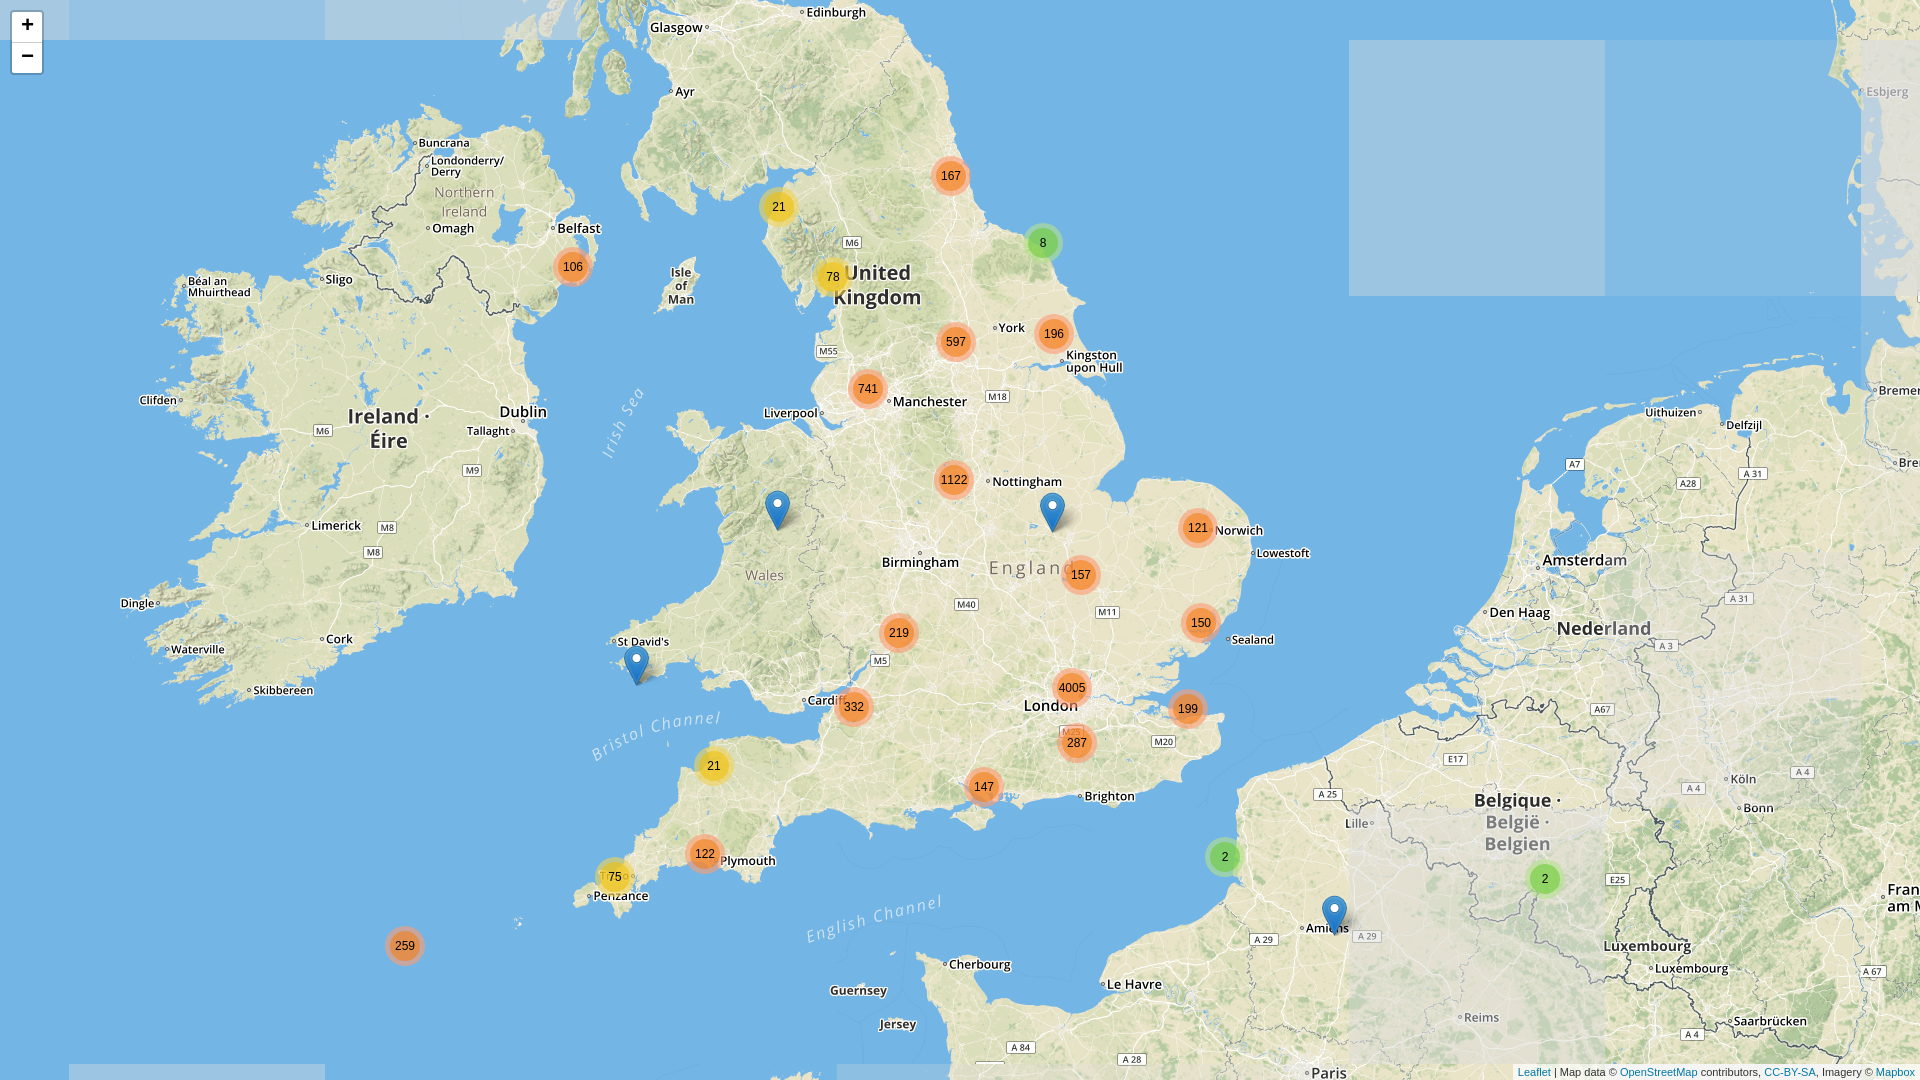 +
−
Edinburgh
Glasgow
Ayr
Esbjerg
Buncrana
Londonderry/
Derry
167
Northern
Ireland
21
Omagh
Belfast
M6
8
106
Isle
of
Man
78
United
Kingdom
Sligo
Béal an
Mhuirthead
York
196
597
M55
Kingston
upon Hull
741
M18
Manchester
Clifden
Liverpool
Dublin
Ireland ·
Éire
M6
Tallaght
Irish Sea
M9
Uithuizen
Delfzijl
Bremer
A7
A 31
A28
Bre
1122
Nottingham
Limerick
M8
M8
121
Norwich
Lowestoft
Birmingham
England
157
Wales
Amsterdam
A 31
Dingle
M40
M11
Den Haag
Nederland
219
150
Sealand
Cork
St David's
Waterville
M5
A 3
Skibbereen
4005
Cardiff
332
London
199
A67
Bristol Channel
M25
287
M20
E17
21
147
Brighton
A 25
Köln
A 4
A 4
Bonn
Belgique ·
België ·
Belgien
Lille
122
Plymouth
2
75
Penzance
2
E25
Fran
am M
English Channel
Amiens
A 29
A 29
259
Luxembourg
Luxembourg
A 67
Cherbourg
Le Havre
Guernsey
Jersey
Reims
Saarbrücken
A 4
A 84
A 28
Paris
Leaflet | Map data © OpenStreetMap contributors, CC-BY-SA, Imagery © Mapbox